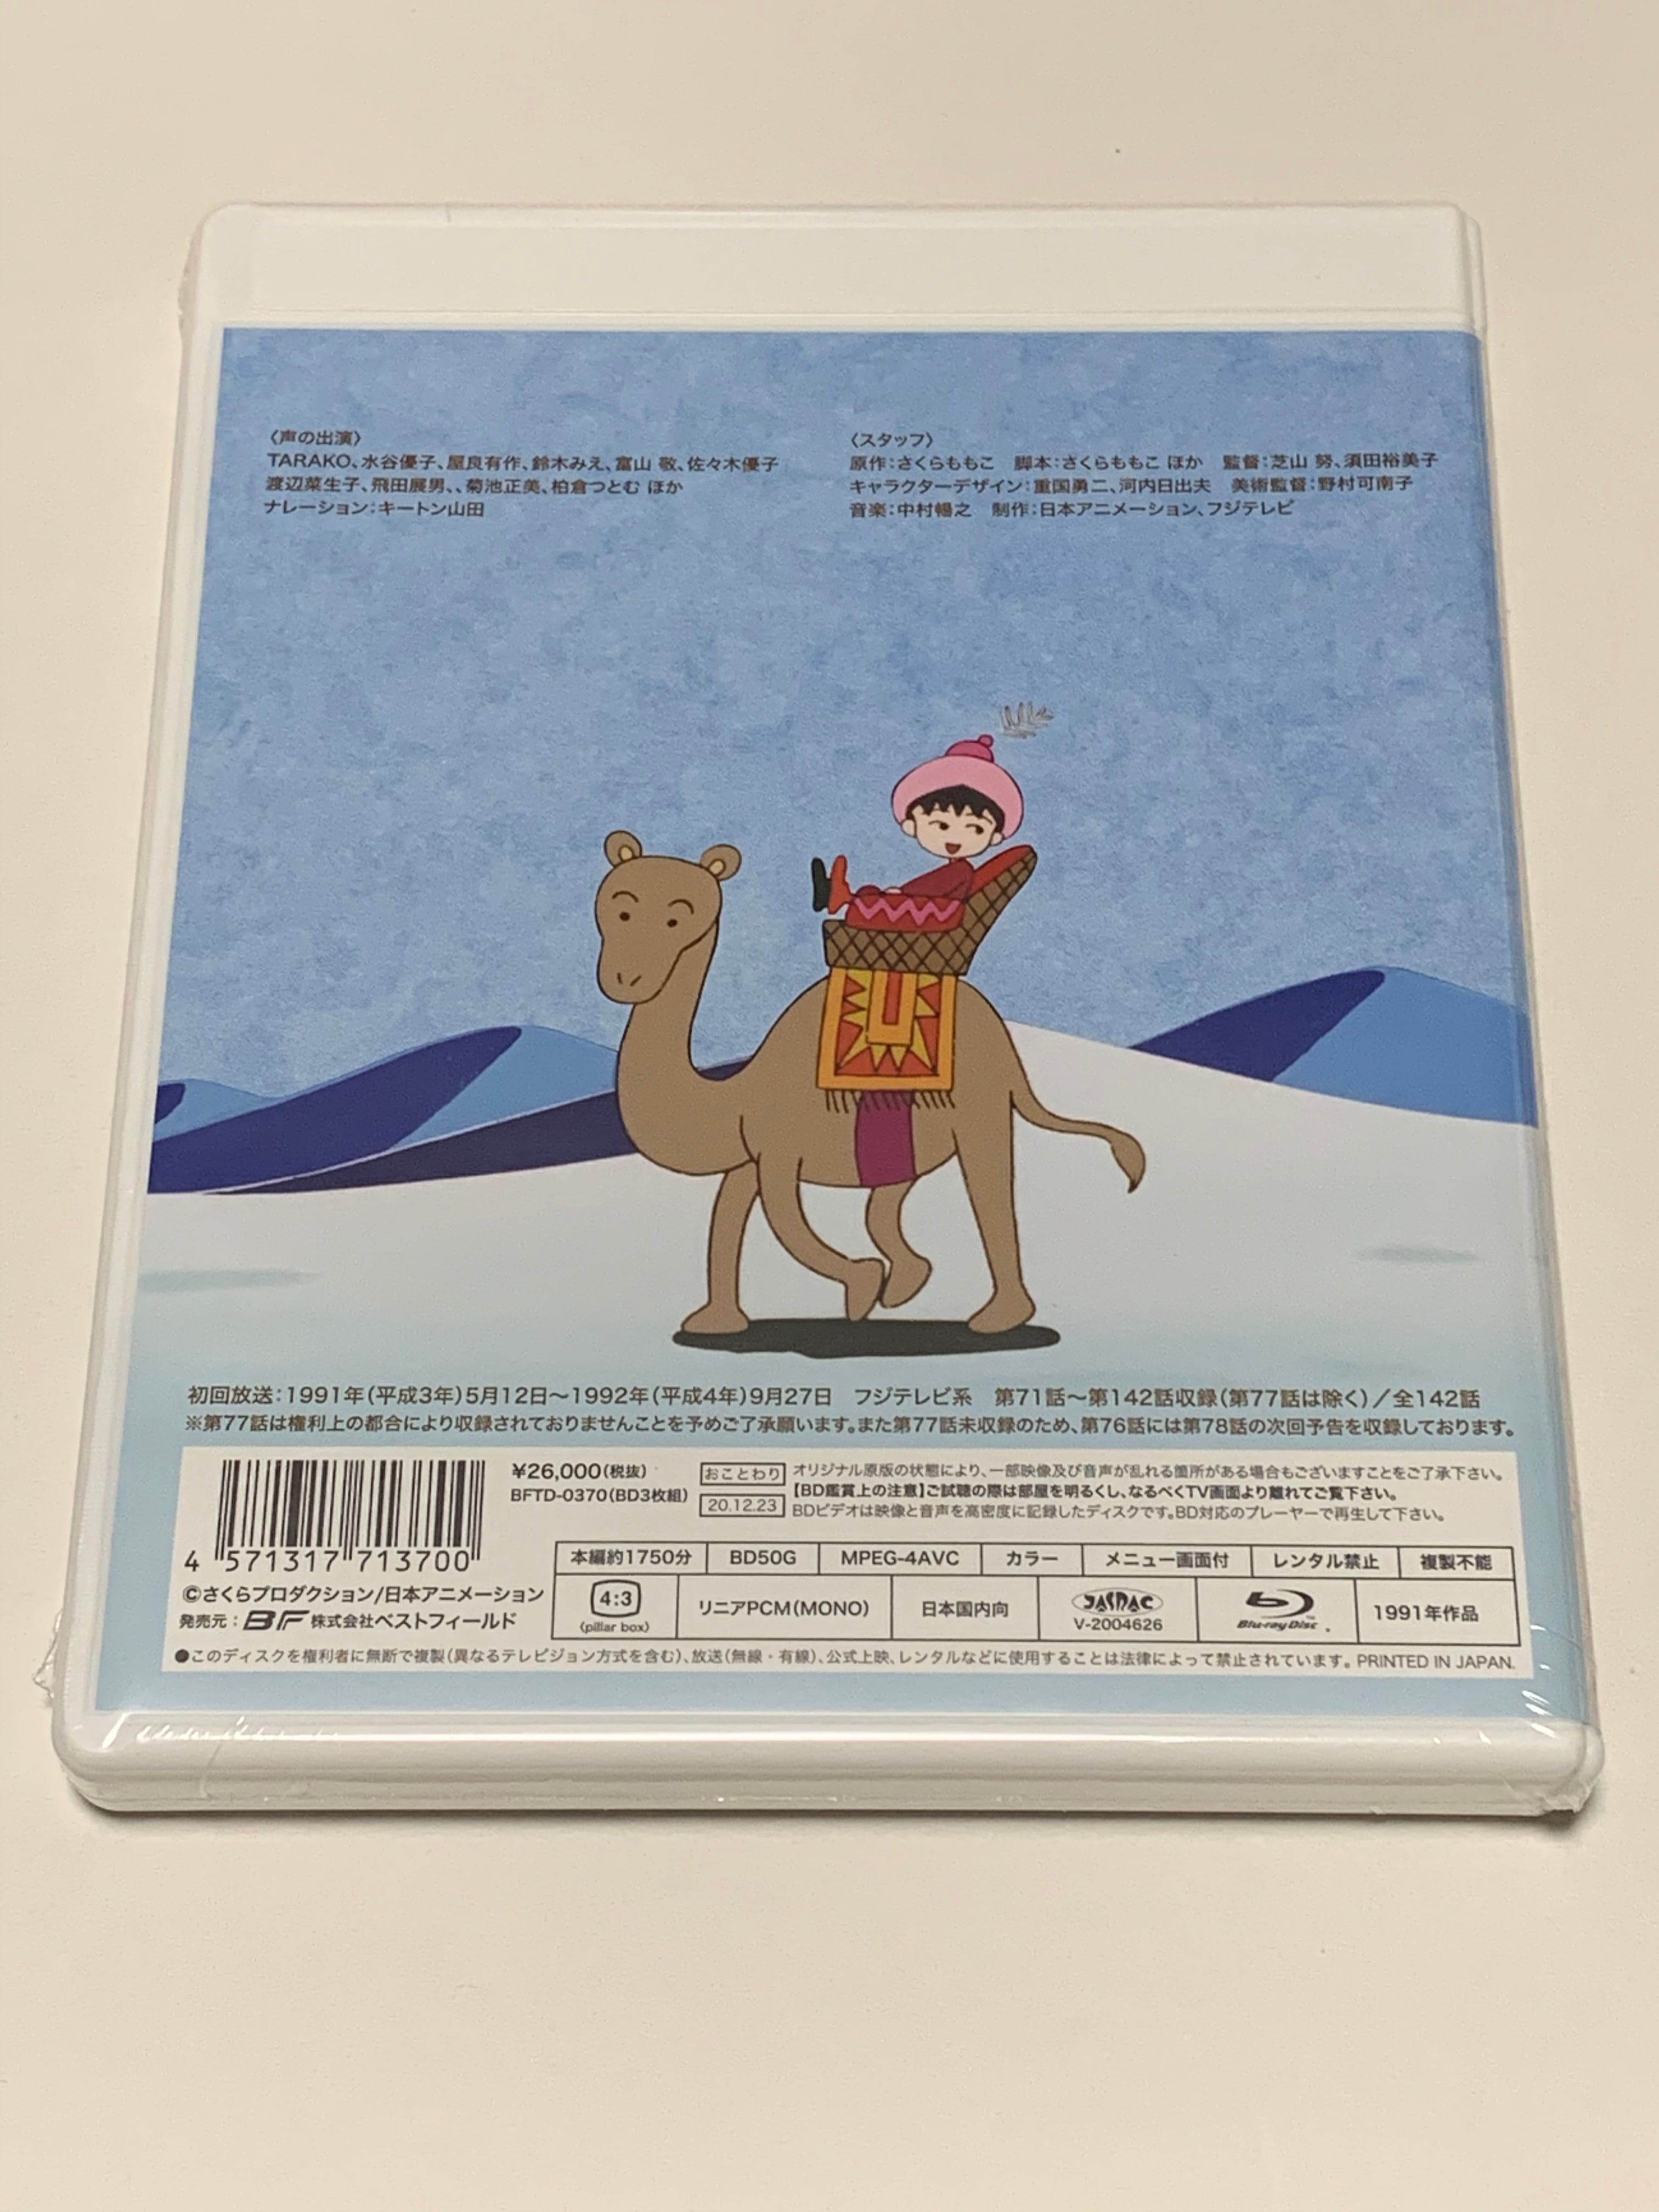 〈声の出演〉
TARAKO、水谷優子、屋良有作、鈴木みえ、富山 敬、佐々木優子
渡辺菜生子、飛田展男、、菊池正美、柏倉つとむ ほか
ナレーション:キートン山田
〈スタッフ〉
原作:さくらももこ 脚本:さくらももこ ほか 監督:芝山 努、須田裕美子
キャラクターデザイン:重国勇二、河内日出夫 美術監督:野村可南子
音楽:中村暢之 制作:日本アニメーション、フジテレビ
初回放送:1991年(平成3年)5月12日〜1992年(平成4年)9月27日 フジテレビ系 第71話〜第142話収録(第77話は除く)/全142話
※第77話は権利上の都合により収録されておりませんことを予めご了承願います。また第77話未収録のため、第76話には第78話の次回予告を収録しております。
4 571317 713700
¥26,000(税抜)
BFTD-0370(BD3枚組)
おことわり
20.12.23
オリジナル原版の状態により、一部映像及び音声が乱れる箇所がある場合もございますことをご了承下さい。
【BD鑑賞上の注意】ご試聴の際は部屋を明るくし、なるべくTV画面より離れてご覧下さい。
BDビデオは映像と音声を高密度に記録したディスクです。BD対応のプレーヤーで再生して下さい。
本編約1750分 BD50G MPEG-4AVC カラー メニュー画面付 レンタル禁止 複製不能
4:3
(pillar box)
リニアPCM(MONO)
日本国内向
JASRAC
V-2004626
Blu-ray Disc
1991年作品
©さくらプロダクション/日本アニメーション
発売元:BF 株式会社ベストフィールド
●このディスクを権利者に無断で複製(異なるテレビジョン方式を含む)、放送(無線・有線)、公式上映、レンタルなどに使用することは法律によって禁止されています。PRINTED IN JAPAN.